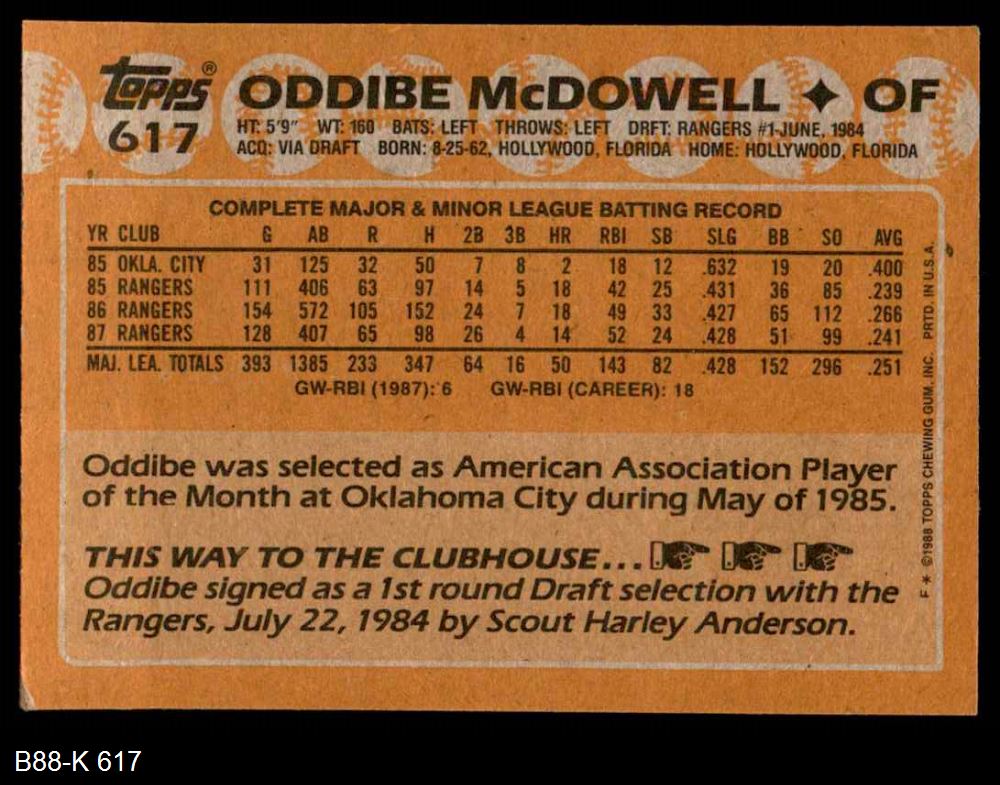 topps® ODDIBE McDOWELL ✦ OF
617 HT: 5'9" WT: 160 BATS: LEFT THROWS: LEFT DRFT: RANGERS #1-JUNE, 1984
ACQ: VIA DRAFT BORN: 8-25-62, HOLLYWOOD, FLORIDA HOME: HOLLYWOOD, FLORIDA
COMPLETE MAJOR & MINOR LEAGUE BATTING RECORD
YR CLUB G AB R H 2B 3B HR RBI SB SLG BB SO AVG
85 OKLA. CITY 31 125 32 50 7 8 2 18 12 .632 19 20 .400
85 RANGERS 111 406 63 97 14 5 18 42 25 .431 36 85 .239
86 RANGERS 154 572 105 152 24 7 18 49 33 .427 65 112 .266
87 RANGERS 128 407 65 98 26 4 14 52 24 .428 51 99 .241
MAJ. LEA. TOTALS 393 1385 233 347 64 16 50 143 82 .428 152 296 .251
GW-RBI (1987): 6 GW-RBI (CAREER): 18
Oddibe was selected as American Association Player
of the Month at Oklahoma City during May of 1985.
THIS WAY TO THE CLUBHOUSE...
Oddibe signed as a 1st round Draft selection with the
Rangers, July 22, 1984 by Scout Harley Anderson.
F * ©1988 TOPPS CHEWING GUM, INC. PRTD. IN U.S.A.
B88-K 617